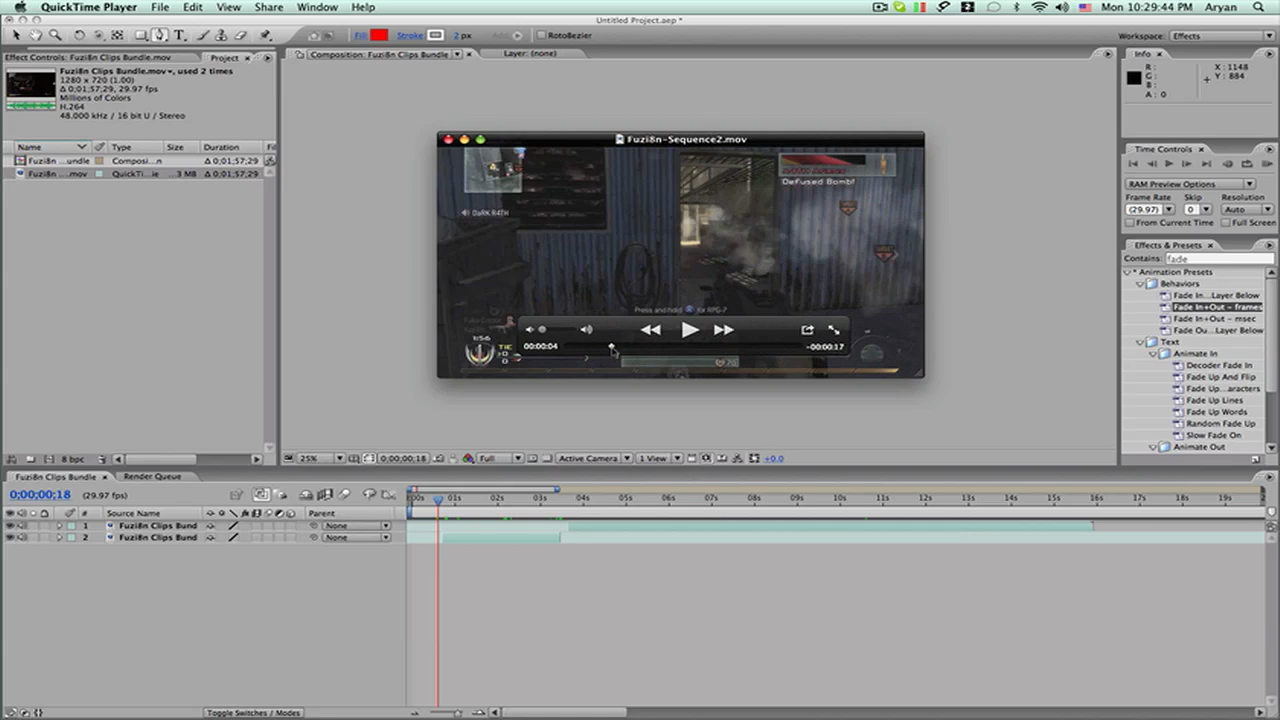 QuickTime Player File Edit View Share Window Help Mon 10:29:44 PM Aryan
Untitled Project.aep *
Fill Stroke 2 px Add RotoBezier Workspace: Effects
Effect Controls: Fuzi8n Clips Bundle.mov Project
Fuzi8n Clips Bundle.mov, used 2 times
1280 x 720 (1.00)
Δ 0;01;57;29, 29.97 fps
Millions of Colors
H.264
48.000 kHz / 16 bit U / Stereo
Name Type Size Duration
Fuzi8n ...undle Composi...n Δ 0;01;57;29
Fuzi8n ....mov QuickTi...ie ...3 MB Δ 0;01;57;29
8 bpc
Composition: Fuzi8n Clips Bundle Layer: (none)
Fuzi8n-Sequence2.mov
Defused Bomb!
DaRK R4TH
Press and hold for RPG-7
1:56
TIE
0
0
00:00:04 -00:00:17
25% 0;00;00;18 Full Active Camera 1 View +0.0
Info
R:
G:
B:
A: 0
X: 1148
Y: 884
Time Controls
RAM Preview Options
Frame Rate Skip Resolution
(29.97) 0 Auto
From Current Time Full Screen
Effects & Presets
Contains: fade
* Animation Presets
Behaviors
Fade In...Layer Below
Fade In+Out - frames
Fade In+Out - msec
Fade Ou...Layer Below
Text
Animate In
Decoder Fade In
Fade Up And Flip
Fade Up...aracters
Fade Up Lines
Fade Up Words
Random Fade Up
Slow Fade On
Animate Out
Fuzi8n Clips Bundle Render Queue
0;00;00;18 (29.97 fps)
00s 01s 02s 03s 04s 05s 06s 07s 08s 09s 10s 11s 12s 13s 14s 15s 16s 17s 18s 19s
# Source Name Parent
1 Fuzi8n Clips Bund None
2 Fuzi8n Clips Bund None
Toggle Switches / Modes